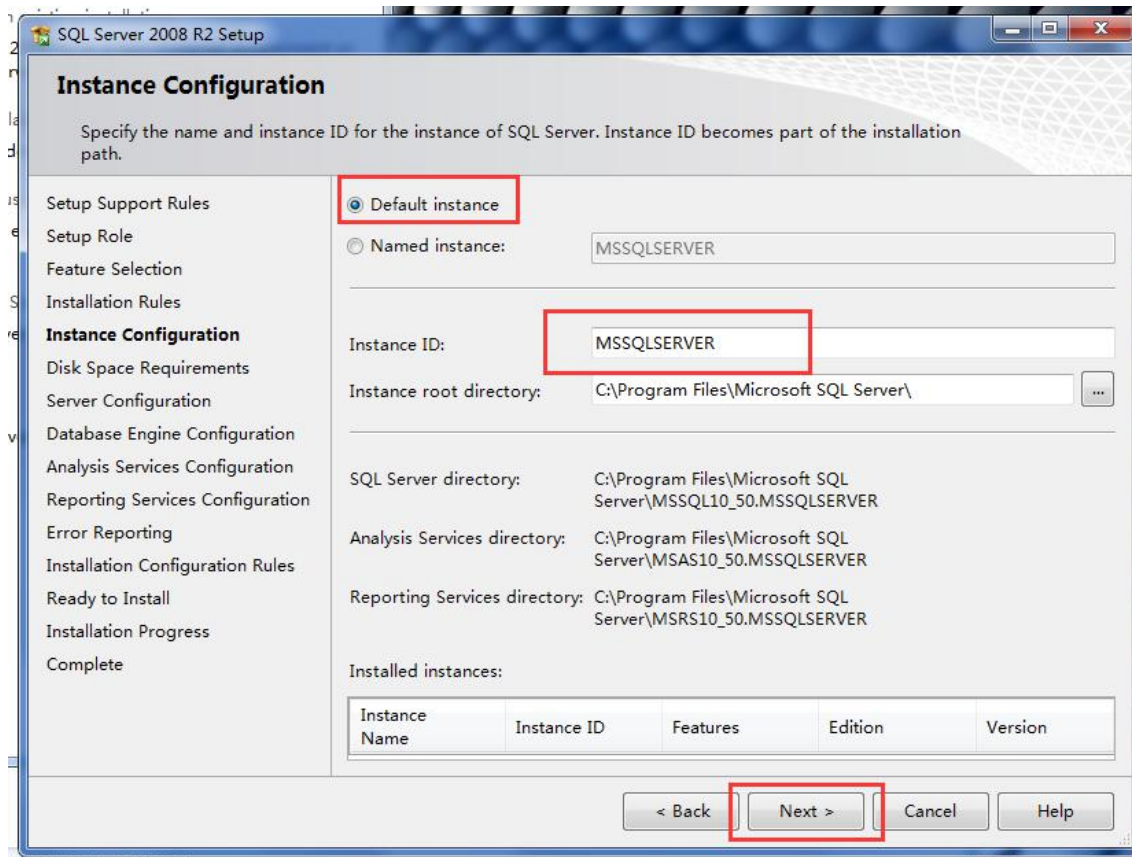 SQL Server 2008 R2 Setup
Instance Configuration
Specify the name and instance ID for the instance of SQL Server. Instance ID becomes part of the installation
path.
Setup Support Rules
Setup Role
Feature Selection
Installation Rules
Instance Configuration
Disk Space Requirements
Server Configuration
Database Engine Configuration
Analysis Services Configuration
Reporting Services Configuration
Error Reporting
Installation Configuration Rules
Ready to Install
Installation Progress
Complete
Default instance
Named instance: MSSQLSERVER
Instance ID: MSSQLSERVER
Instance root directory: C:\Program Files\Microsoft SQL Server\ ...
SQL Server directory: C:\Program Files\Microsoft SQL
Server\MSSQL10_50.MSSQLSERVER
Analysis Services directory: C:\Program Files\Microsoft SQL
Server\MSAS10_50.MSSQLSERVER
Reporting Services directory: C:\Program Files\Microsoft SQL
Server\MSRS10_50.MSSQLSERVER
Installed instances:
Instance
Name Instance ID Features Edition Version
< Back Next > Cancel Help